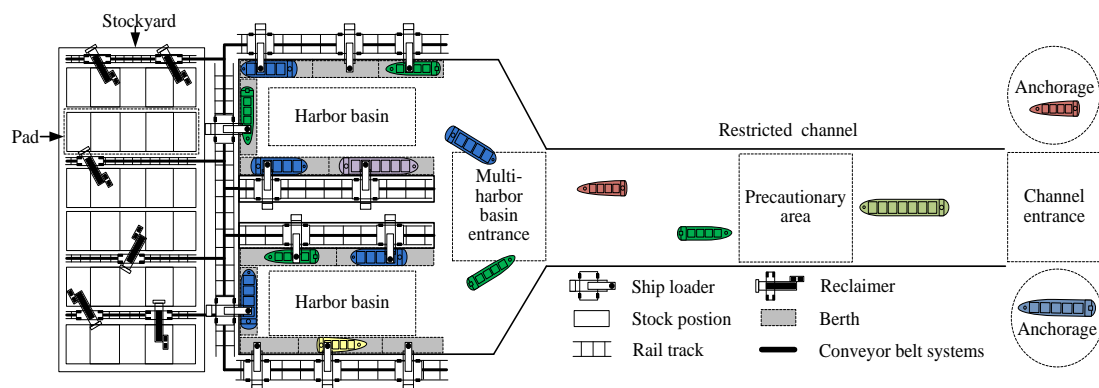 Stockyard
Pad
Harbor basin
Harbor basin
Multi-
harbor
basin
entrance
Restricted channel
Precautionary
area
Anchorage
Channel
entrance
Anchorage
Ship loader
Reclaimer
Stock postion
Berth
Rail track
Conveyor belt systems